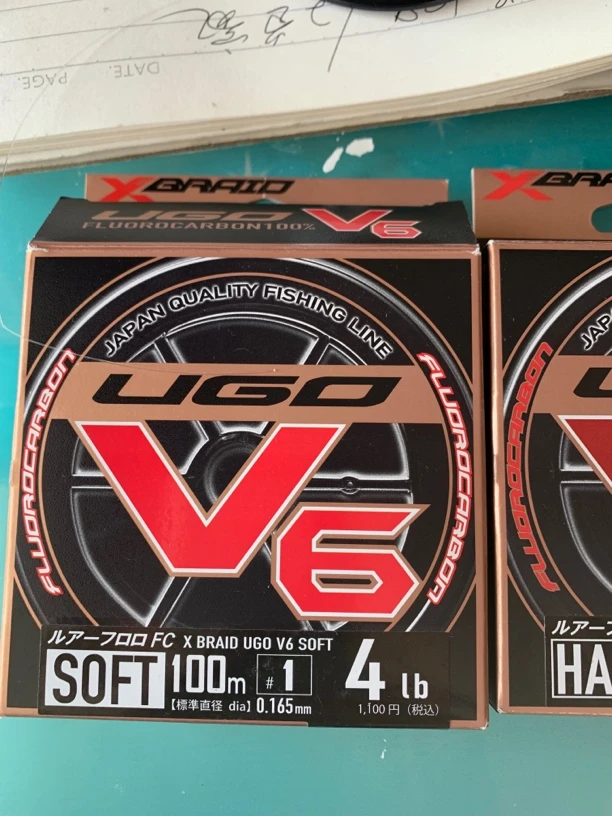 PAGE.
DATE.
XBRAID
UGO V6
FLUOROCARBON100%
JAPAN QUALITY FISHING LINE
UGO
FLUOROCARBON
FLUOROCARBON
V6
ルアーフロロ FC X BRAID UGO V6 SOFT
SOFT 100m #1 4 lb
【標準直径 dia】 0.165mm 1,100円（税込）
XBRA
FLUOROCARBON
ルアーフ
HA